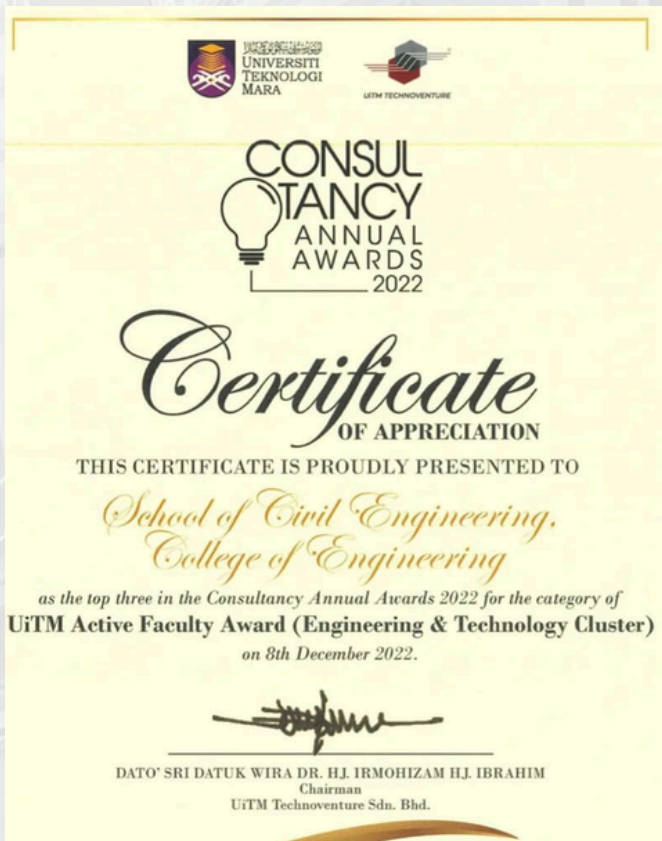 UNIVERSITI
TEKNOLOGI
MARA
UiTM TECHNOVENTURE
CONSUL
TANCY
ANNUAL
AWARDS
2022
Certificate
OF APPRECIATION
THIS CERTIFICATE IS PROUDLY PRESENTED TO
School of Civil Engineering,
College of Engineering
as the top three in the Consultancy Annual Awards 2022 for the category of
UiTM Active Faculty Award (Engineering & Technology Cluster)
on 8th December 2022.
DATO' SRI DATUK WIRA DR. HJ. IRMOHIZAM HJ. IBRAHIM
Chairman
UiTM Technoventure Sdn. Bhd.